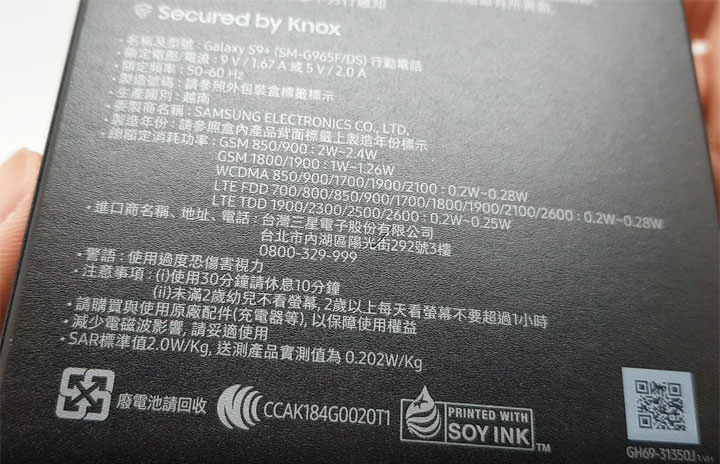 Secured by Knox
• 名稱及型號 : Galaxy S9+ (SM-G965F/DS) 行動電話
• 額定電壓/電流 : 9 V / 1.67 A 或 5 V / 2.0 A
• 額定頻率 : 50-60 Hz
• 製造號碼 : 請參照外包裝盒標籤標示
• 生產國別 : 越南
• 委製商名稱 : SAMSUNG ELECTRONICS CO., LTD.
• 製造年份 : 請參照盒內產品背面標籤上製造年份標示
• 總額定消耗功率 : GSM 850/900 : 2W~2.4W
GSM 1800/1900 : 1W~1.26W
WCDMA 850/900/1700/1900/2100 : 0.2W~0.28W
LTE FDD 700/800/850/900/1700/1800/1900/2100/2600 : 0.2W~0.28W
LTE TDD 1900/2300/2500/2600 : 0.2W~0.25W
• 進口商名稱、地址、電話 : 台灣三星電子股份有限公司
台北市內湖區陽光街292號3樓
0800-329-999
• 警語 : 使用過度恐傷害視力
• 注意事項 : (i)使用30分鐘請休息10分鐘
(ii)未滿2歲幼兒不看螢幕, 2歲以上每天看螢幕不要超過1小時
• 請購買與使用原廠配件(充電器等), 以保障使用權益
• 減少電磁波影響, 請妥適使用
• SAR標準值2.0W/Kg, 送測產品實測值為 0.202W/Kg
廢電池請回收
CCAK184G0020T1
PRINTED WITH
SOY INK TM
GH69-31350J